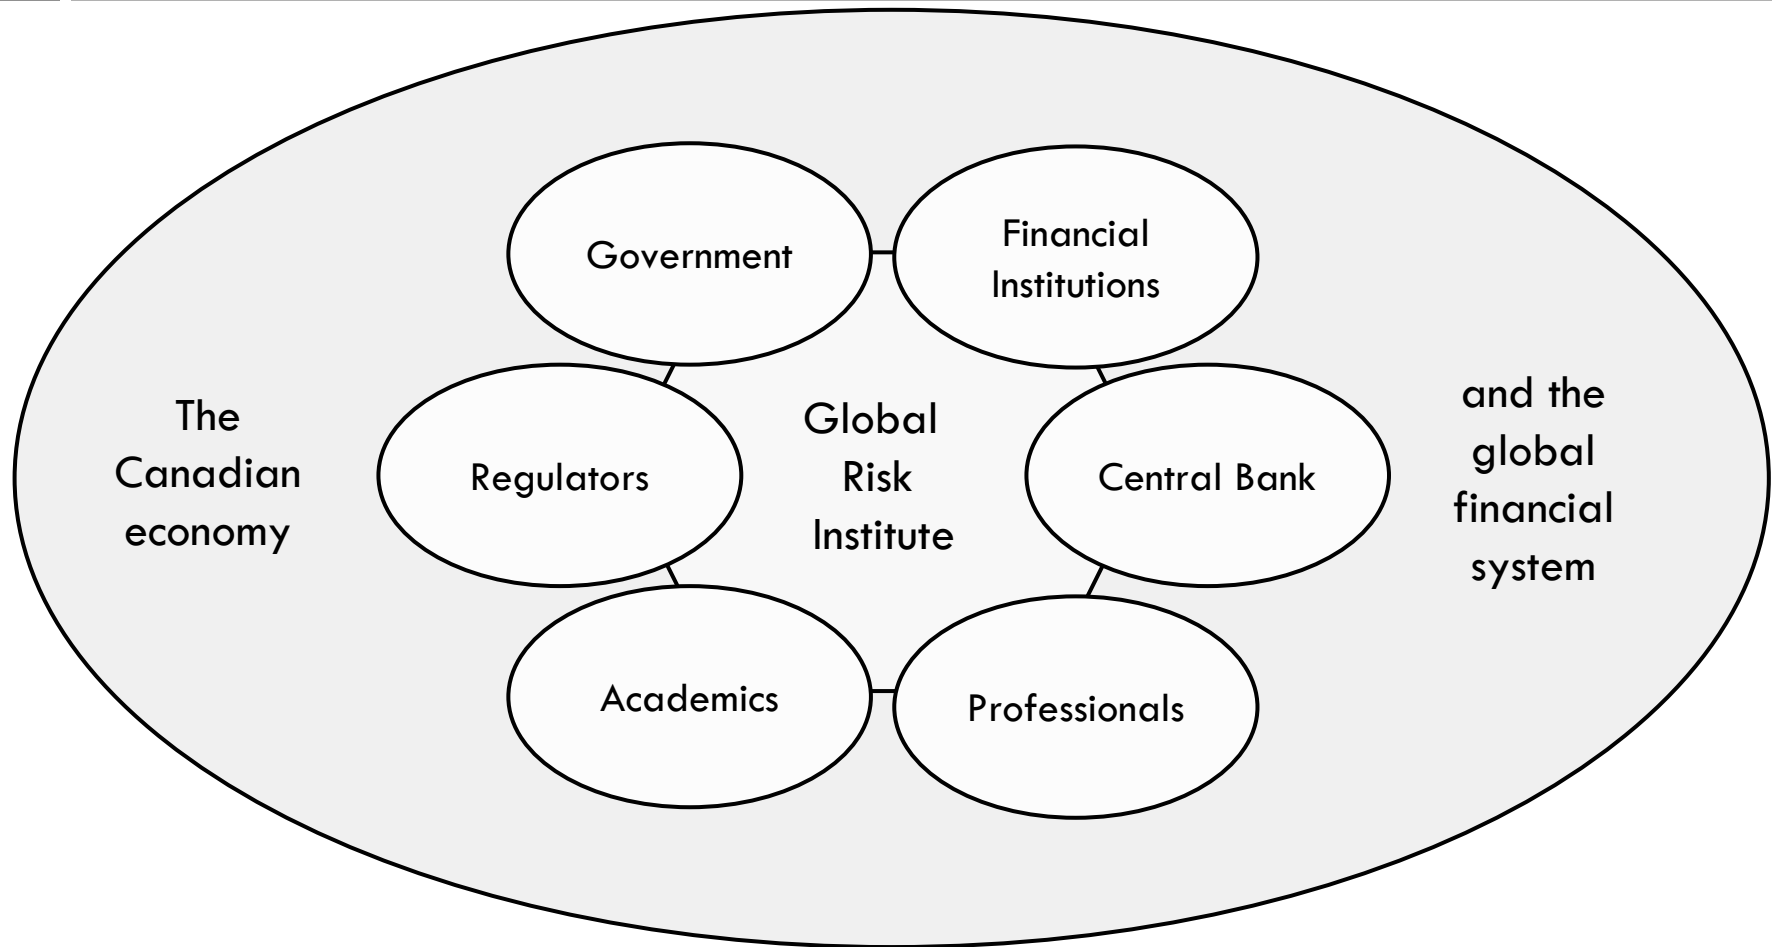 Government
Financial
Institutions
The
Canadian
economy
Regulators
Global
Risk
Institute
Central Bank
and the
global
financial
system
Academics
Professionals